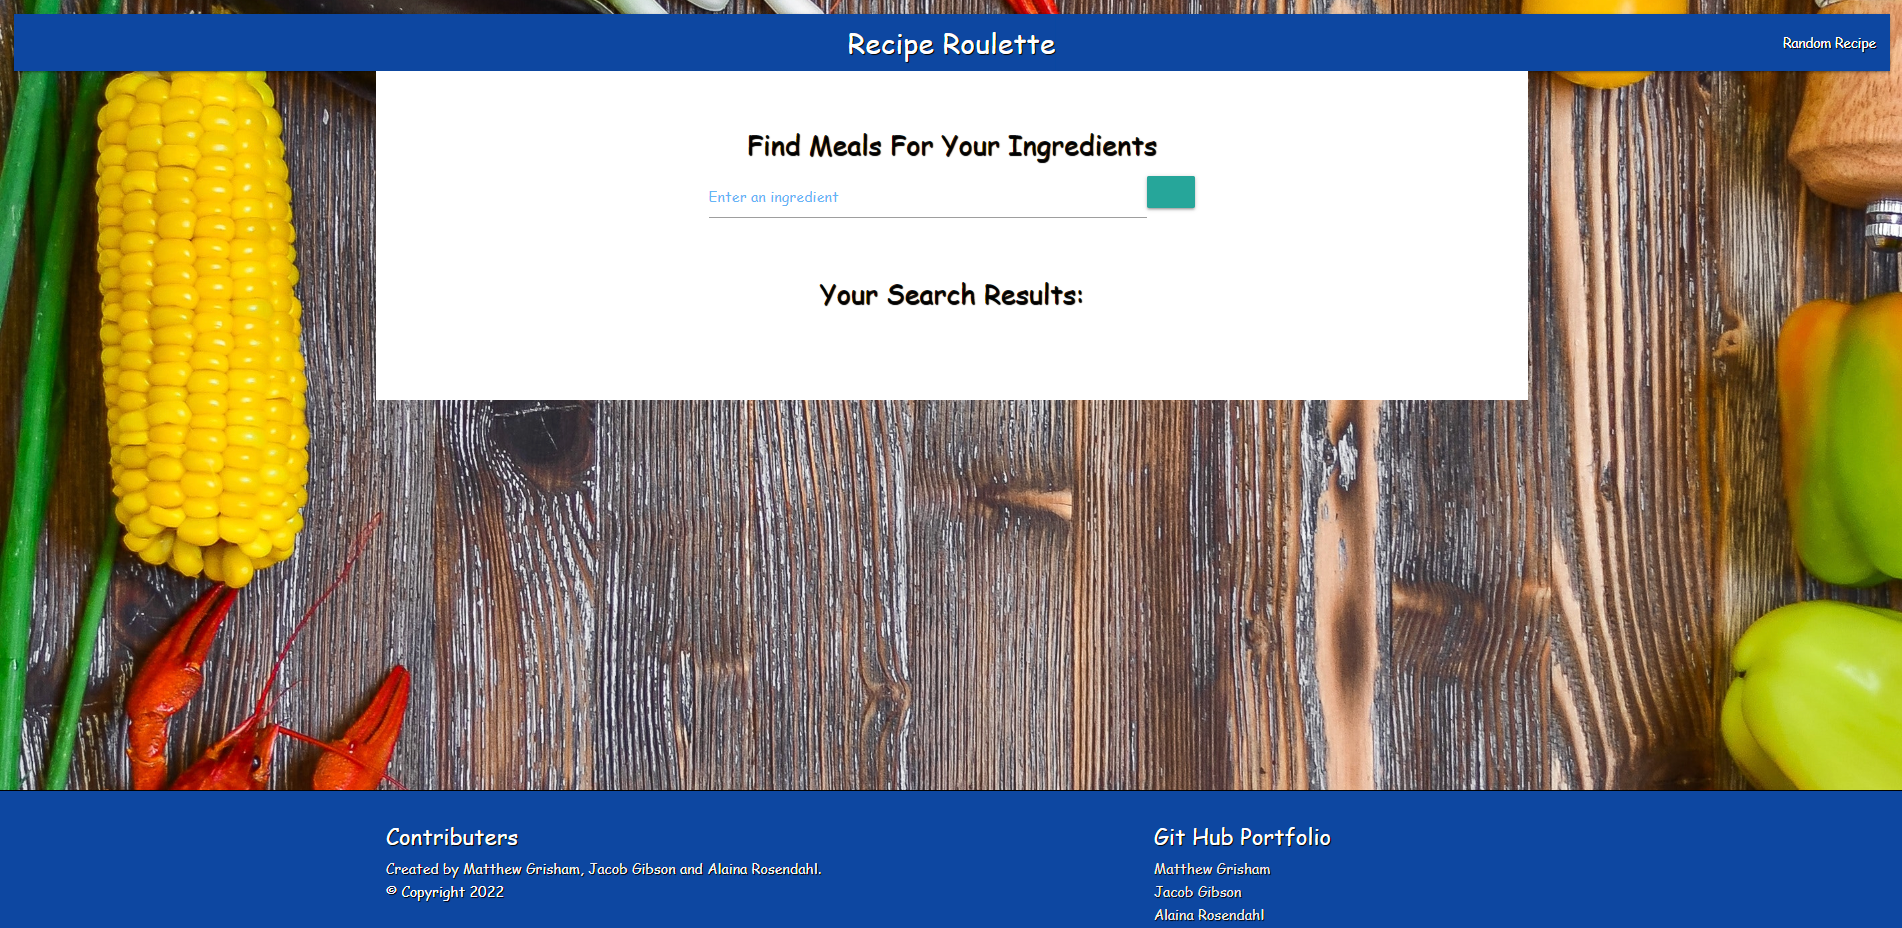 Recipe Roulette
Random Recipe
Find Meals For Your Ingredients
Enter an ingredient
Your Search Results:
Contributers
Created by Matthew Grisham, Jacob Gibson and Alaina Rosendahl.
© Copyright 2022
Git Hub Portfolio
Matthew Grisham
Jacob Gibson
Alaina Rosendahl